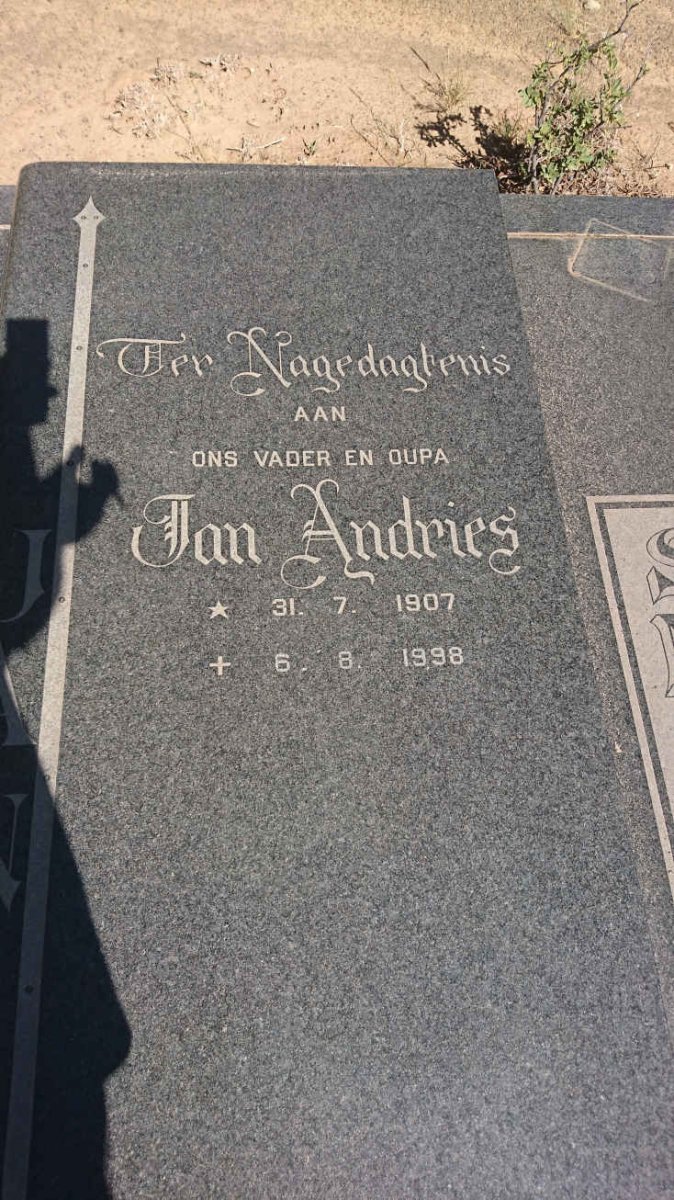 Ter Nagedagtenis
AAN
ONS VADER EN OUPA
Jan Andries
★ 31. 7. 1907
+ 6. 8. 1998